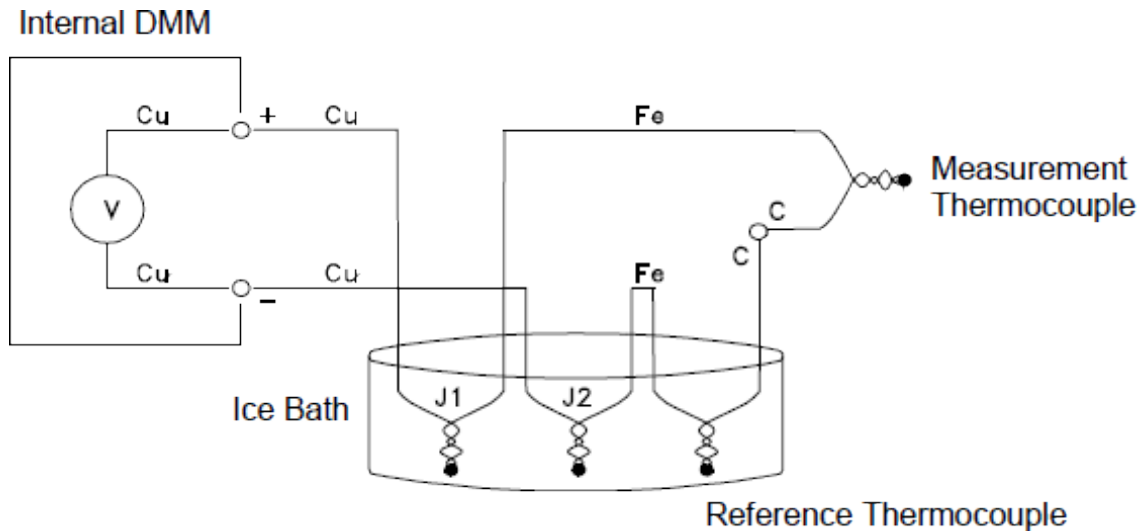 Internal DMM
Cu + Cu Fe
V
Measurement
Thermocouple
C
C
Cu Cu Fe
–
J1 J2
Ice Bath
Reference Thermocouple